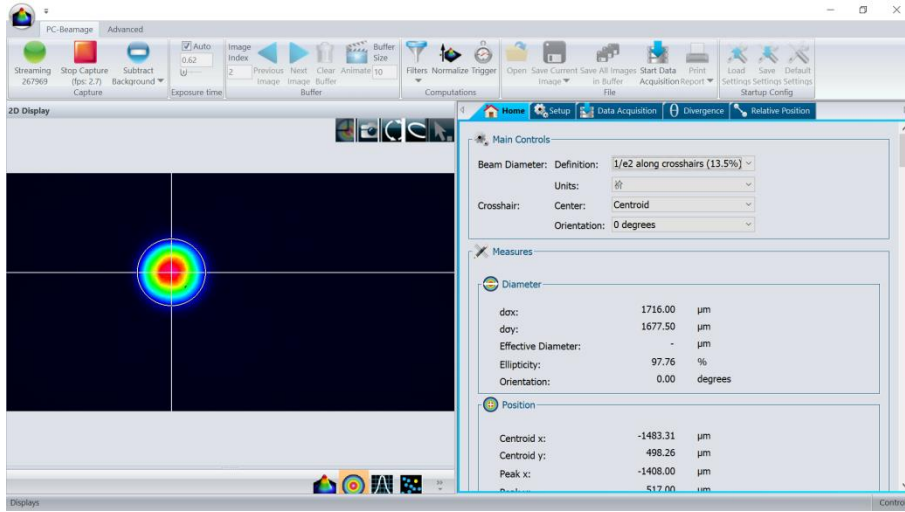 PC-Beamage Advanced
Streaming 267969
Stop Capture (fps: 2.7)
Subtract Background
Capture
Auto
0.62
Exposure time
Image Index
2
Previous Image
Next Image
Clear Buffer
Animate
Buffer Size
10
Buffer
Filters
Normalize
Trigger
Computations
Open
Save Current Image
Save All Images in Buffer
Start Data Acquisition
Print Report
File
Load Settings
Save Settings
Default Settings
Startup Config
2D Display
Home Setup Data Acquisition Divergence Relative Position
Main Controls
Beam Diameter: Definition: 1/e2 along crosshairs (13.5%)
Units:
Crosshair: Center: Centroid
Orientation: 0 degrees
Measures
Diameter
dσx: 1716.00 µm
dσy: 1677.50 µm
Effective Diameter: - µm
Ellipticity: 97.76 %
Orientation: 0.00 degrees
Position
Centroid x: -1483.31 µm
Centroid y: 498.26 µm
Peak x: -1408.00 µm
517.00 µm
Displays